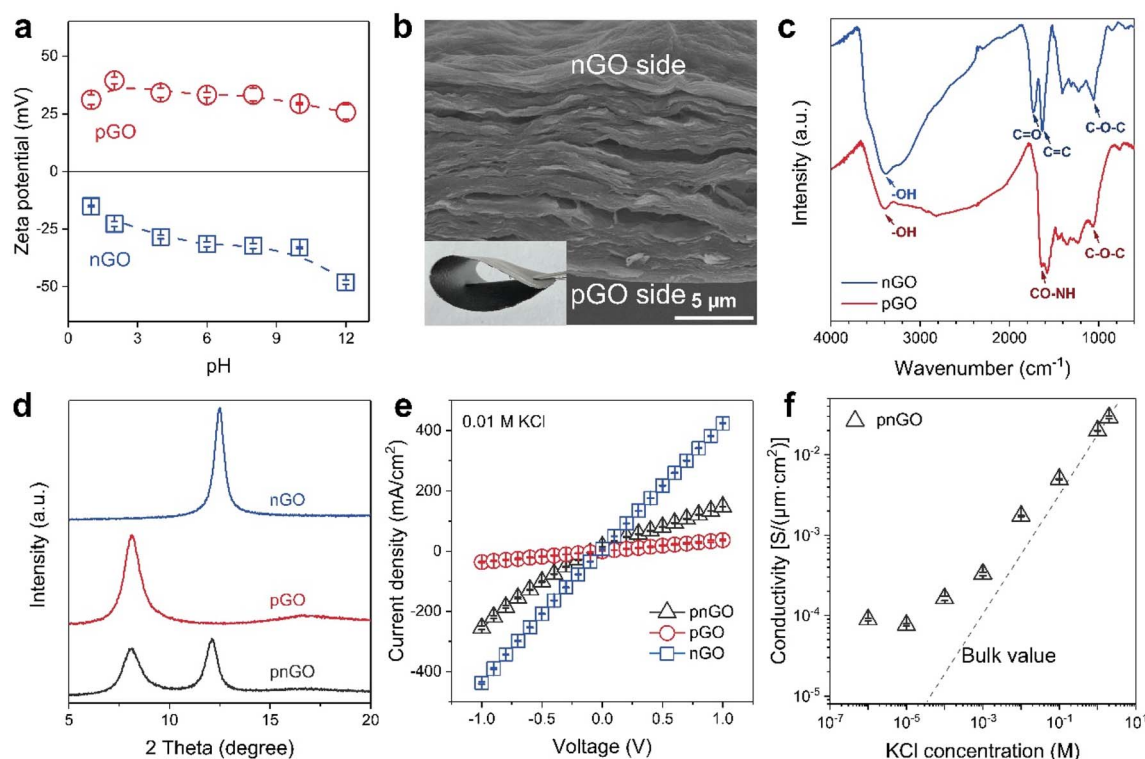 a
Zeta potential (mV)
50
25
0
-25
-50
pGO
nGO
0
3
6
9
12
pH
b
nGO side
pGO side
5 μm
c
Intensity (a.u.)
C=O
C=C
C-O-C
-OH
-OH
C-O-C
CO-NH
nGO
pGO
4000
3000
2000
1000
Wavenumber (cm⁻¹)
d
Intensity (a.u.)
nGO
pGO
pnGO
5
10
15
20
2 Theta (degree)
e
0.01 M KCl
Current density (mA/cm²)
400
200
0
-200
-400
pnGO
pGO
nGO
-1.0
-0.5
0.0
0.5
1.0
Voltage (V)
f
Conductivity [S/(μm·cm²)]
pnGO
10⁻²
10⁻³
10⁻⁴
10⁻⁵
Bulk value
10⁻⁷
10⁻⁵
10⁻³
10⁻¹
10¹
KCl concentration (M)